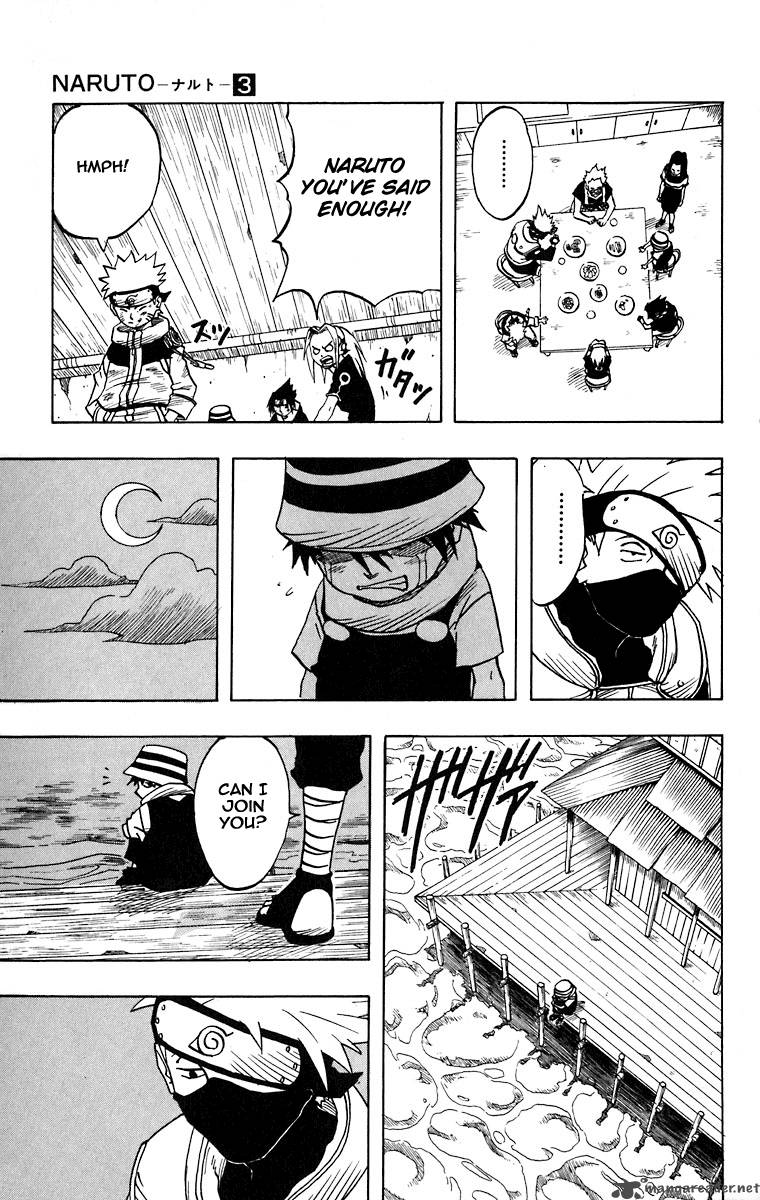 NARUTO－ナルト－3
………
NARUTO
YOU'VE SAID
ENOUGH!
ガタッ
HMPH!
ズッ
………
CAN I
JOIN
YOU?
mangareader.net